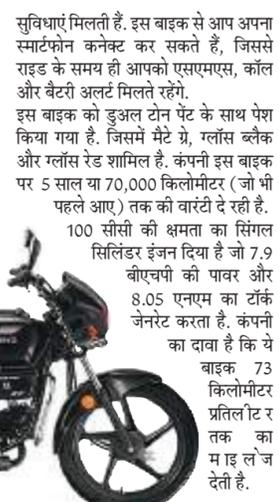 सुविधाएं मिलती हैं. इस बाइक से आप अपना
स्मार्टफोन कनेक्ट कर सकते हैं, जिससे
राइड के समय ही आपको एसएमएस, कॉल
और बैटरी अलर्ट मिलते रहेंगे.
इस बाइक को डुअल टोन पेंट के साथ पेश
किया गया है. जिसमें मैटे ग्रे, ग्लॉस ब्लैक
और ग्लॉस रेड शामिल है. कंपनी इस बाइक
पर 5 साल या 70,000 किलोमीटर (जो भी
पहले आए) तक की वारंटी दे रही है.
100 सीसी की क्षमता का सिंगल
सिलिंडर इंजन दिया है जो 7.9
बीएचपी की पावर और
8.05 एनएम का टॉर्क
जेनरेट करता है. कंपनी
का दावा है कि ये
बाइक 73
किलोमीटर
प्रतिलीटर
तक का
माइलेज
देती है.